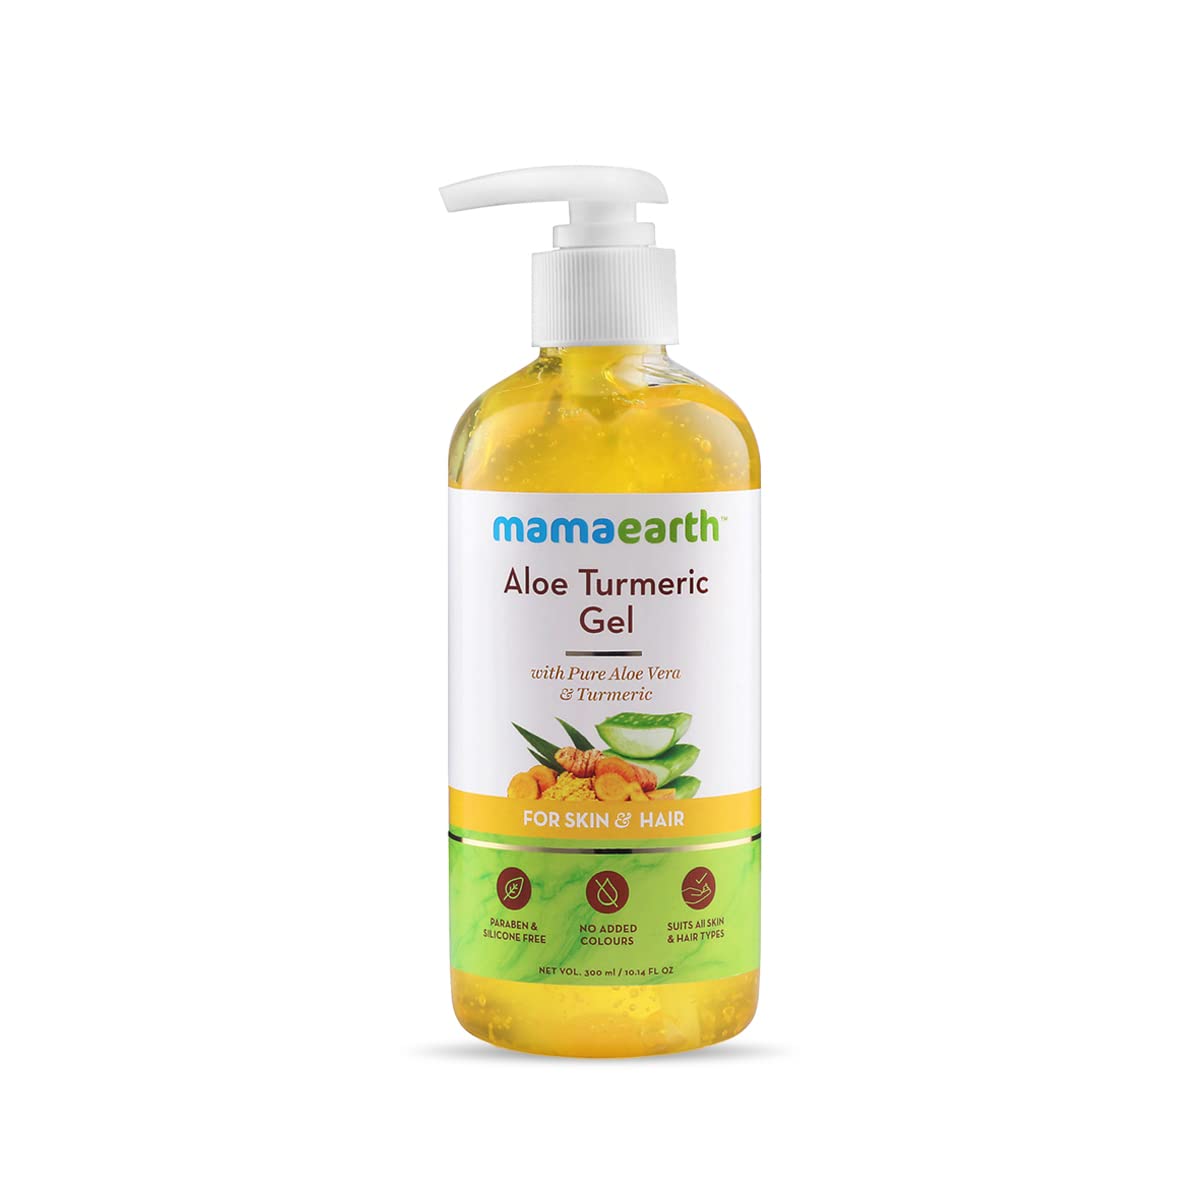 mamaearth™
Aloe Turmeric
Gel
with Pure Aloe Vera
& Turmeric
FOR SKIN & HAIR
PARABEN &
SILICONE FREE
NO ADDED
COLOURS
SUITS All SKIN
& HAIR TYPES
NET VOL. 300 ml / 10.14 FL OZ